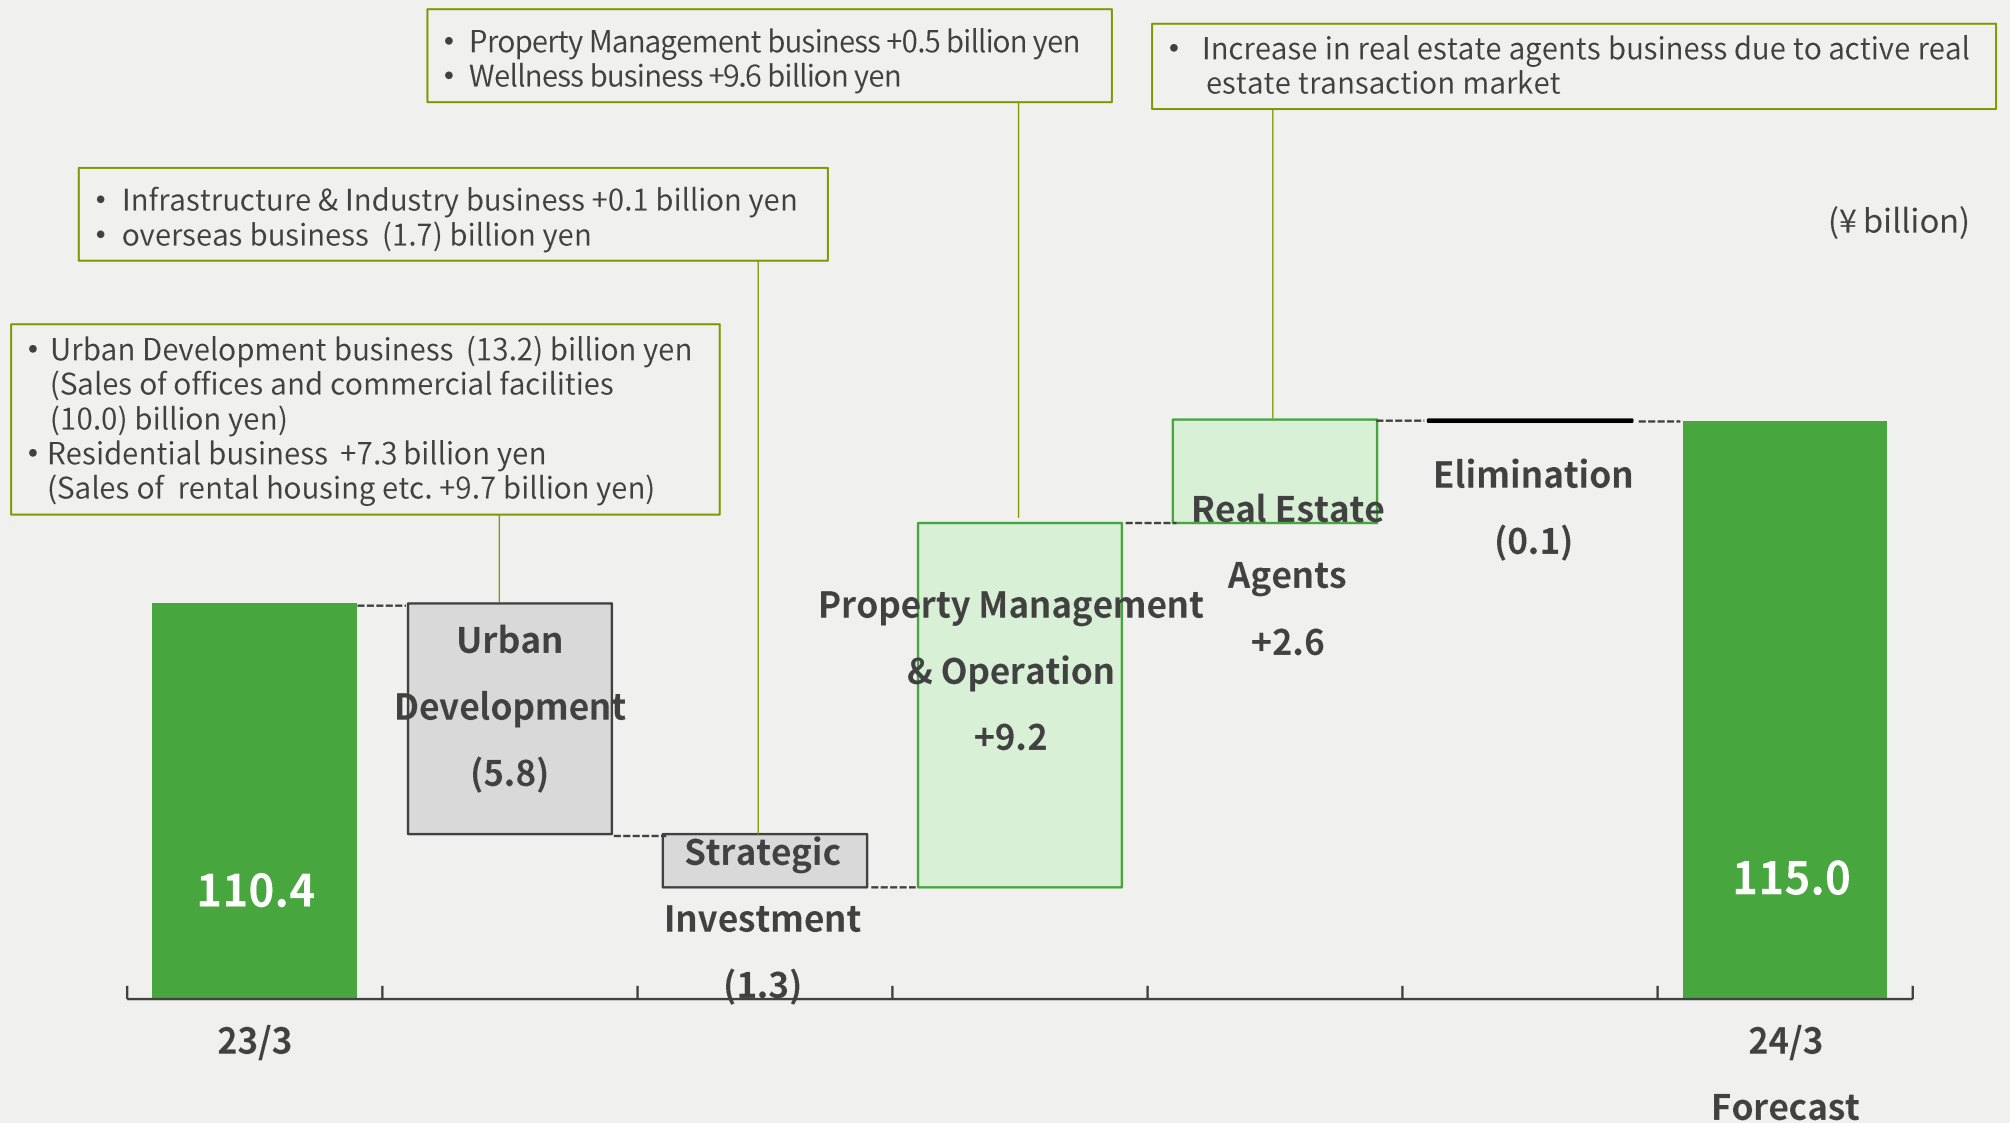 • Property Management business +0.5 billion yen
• Wellness business +9.6 billion yen
• Increase in real estate agents business due to active real
estate transaction market
• Infrastructure & Industry business +0.1 billion yen
• overseas business (1.7) billion yen
(¥ billion)
• Urban Development business (13.2) billion yen
(Sales of offices and commercial facilities
(10.0) billion yen)
• Residential business +7.3 billion yen
(Sales of rental housing etc. +9.7 billion yen)
110.4
Urban
Development
(5.8)
Strategic
Investment
(1.3)
Property Management
& Operation
+9.2
Real Estate
Agents
+2.6
Elimination
(0.1)
115.0
23/3
24/3
Forecast